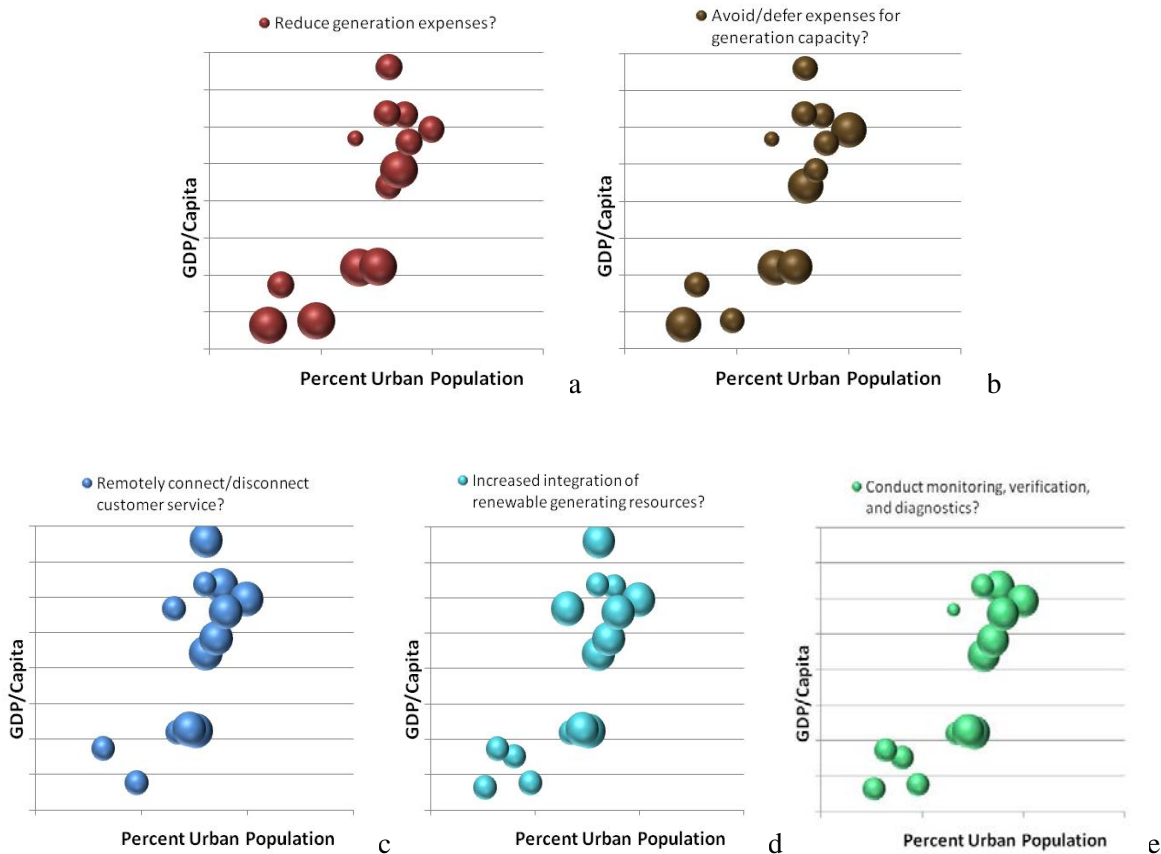 Reduce generation expenses?
GDP/Capita
Percent Urban Population
a
Avoid/defer expenses for
generation capacity?
GDP/Capita
Percent Urban Population
b
Remotely connect/disconnect
customer service?
GDP/Capita
Percent Urban Population
c
Increased integration of
renewable generating resources?
GDP/Capita
Percent Urban Population
d
Conduct monitoring, verification,
and diagnostics?
GDP/Capita
Percent Urban Population
e